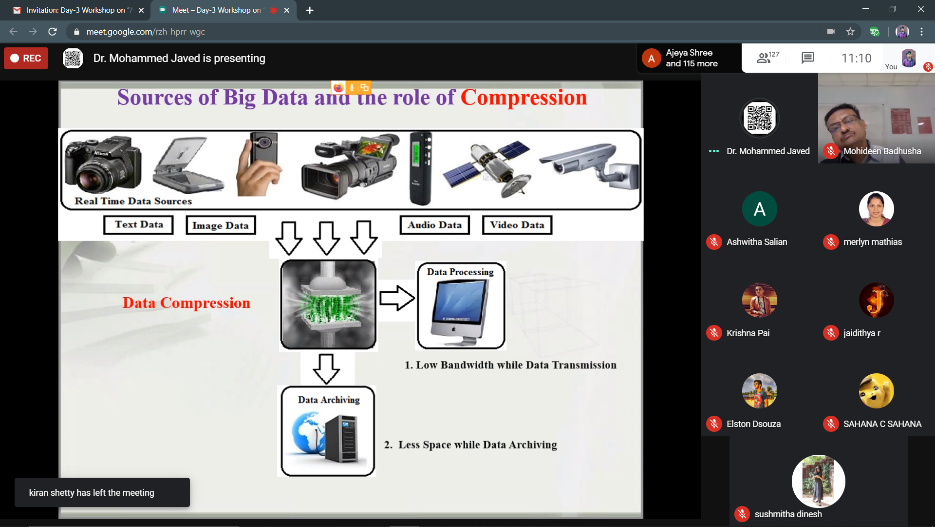 Invitation: Day-3 Workshop on "A
Meet – Day-3 Workshop on "
meet.google.com/rzh-hprr-wgc
REC
Dr. Mohammed Javed is presenting
A
Ajeya Shree
and 115 more
127
11:10
You
Sources of Big Data and the role of Compression
Real Time Data Sources
Text Data
Image Data
Audio Data
Video Data
Data Compression
Data Processing
1. Low Bandwidth while Data Transmission
Data Archiving
2. Less Space while Data Archiving
kiran shetty has left the meeting
Dr. Mohammed Javed
Mohideen Badhusha
A
Ashwitha Salian
merlyn mathias
Krishna Pai
jaidithya r
Elston Dsouza
SAHANA C SAHANA
sushmitha dinesh